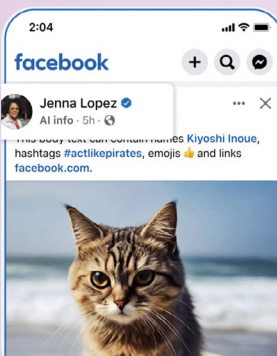 2:04
facebook
Jenna Lopez
AI info · 5h ·
This body text can contain names Kiyoshi Inoue,
hashtags #actlikepirates, emojis 👍 and links
facebook.com.